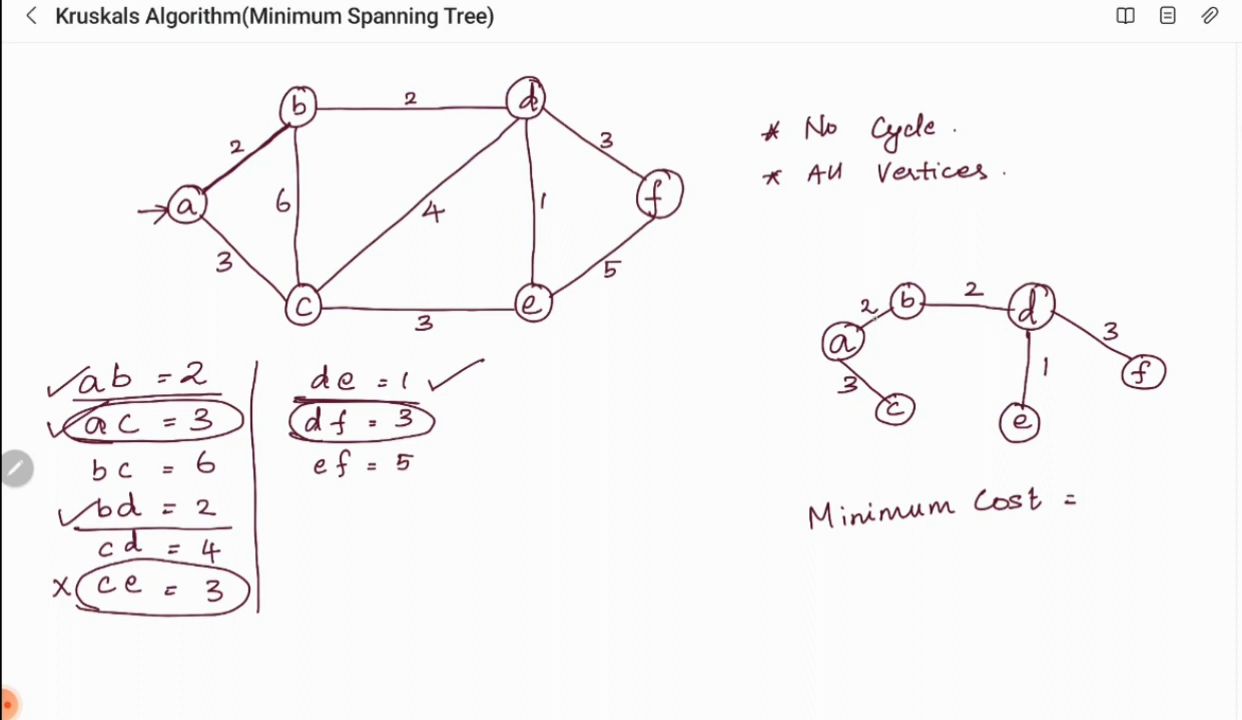 Kruskals Algorithm(Minimum Spanning Tree)
b 2 d
2 3
a 6 4 1 f
3 5
c 3 e
* No Cycle.
* All Vertices.
ab = 2
ac = 3
bc = 6
bd = 2
cd = 4
x ce = 3
de = 1
df = 3
ef = 5
2 b 2 d 3
a 1 f
3 c e
Minimum Cost =